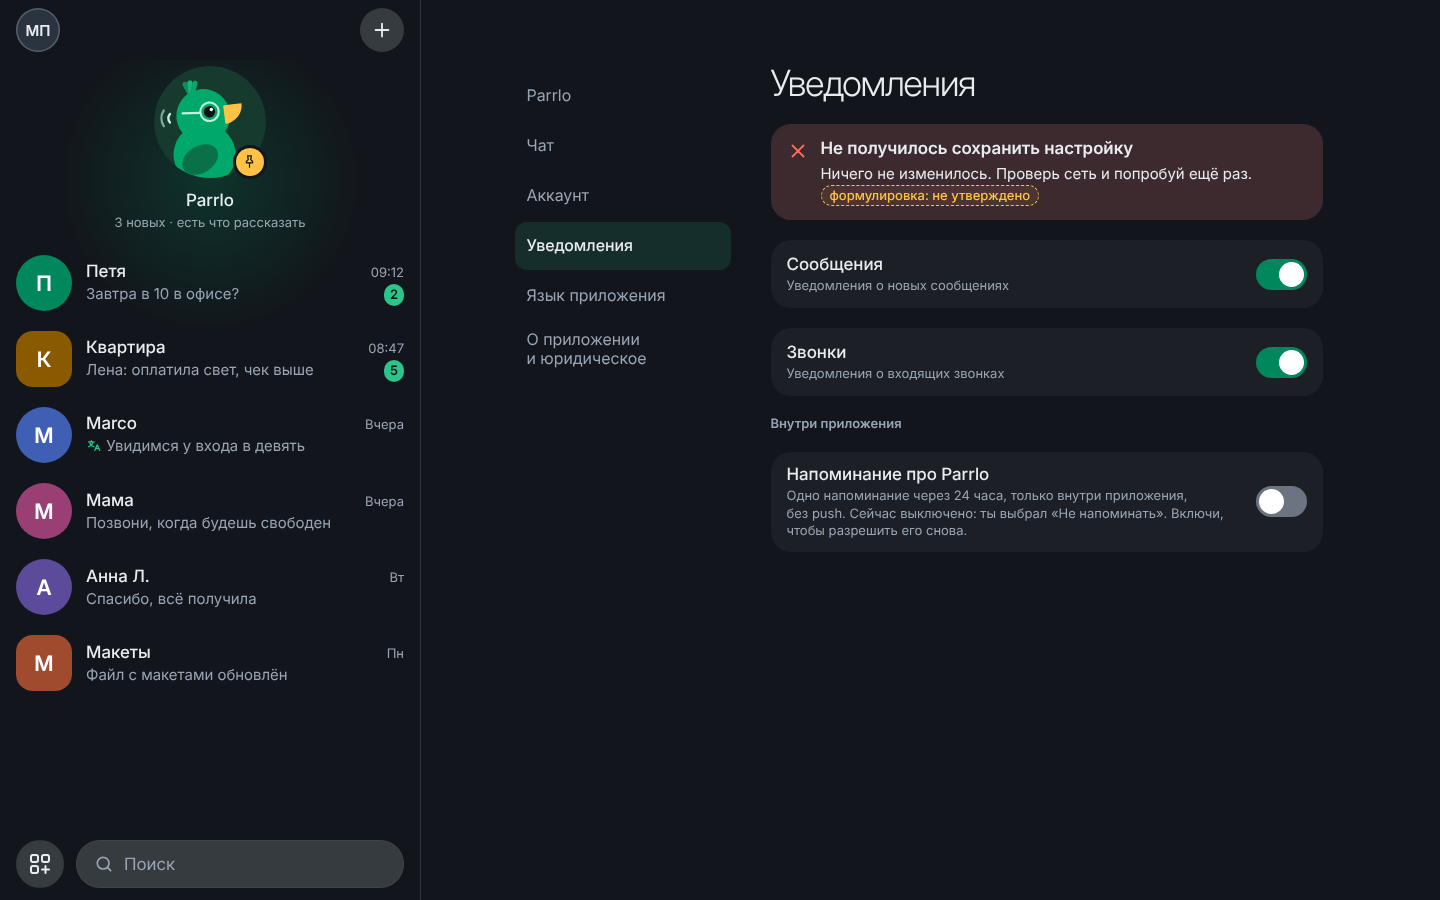 МП
Parrlo
3 новых · есть что рассказать
П
Петя
09:12
Завтра в 10 в офисе?
2
К
Квартира
08:47
Лена: оплатила свет, чек выше
5
M
Marco
Вчера
Увидимся у входа в девять
М
Мама
Вчера
Позвони, когда будешь свободен
А
Анна Л.
Вт
Спасибо, всё получила
М
Макеты
Пн
Файл с макетами обновлён
Поиск
Parrlo
Чат
Аккаунт
Уведомления
Язык приложения
О приложении
и юридическое
Уведомления
Не получилось сохранить настройку
Ничего не изменилось. Проверь сеть и попробуй ещё раз.
формулировка: не утверждено
Сообщения
Уведомления о новых сообщениях
Звонки
Уведомления о входящих звонках
Внутри приложения
Напоминание про Parrlo
Одно напоминание через 24 часа, только внутри приложения,
без push. Сейчас выключено: ты выбрал «Не напоминать». Включи,
чтобы разрешить его снова.